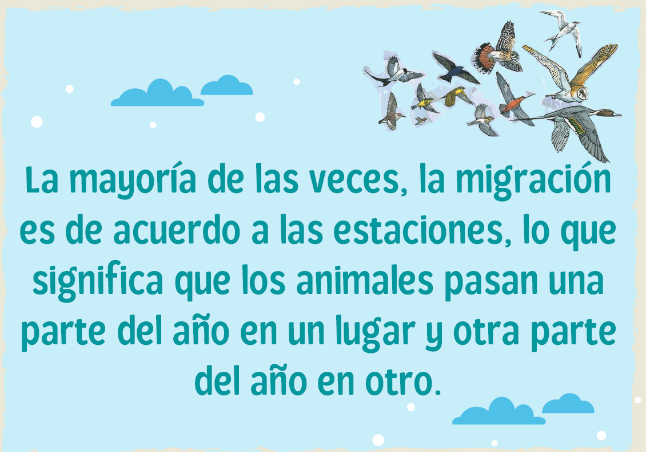 La mayoría de las veces, la migración
es de acuerdo a las estaciones, lo que
significa que los animales pasan una
parte del año en un lugar y otra parte
del año en otro.